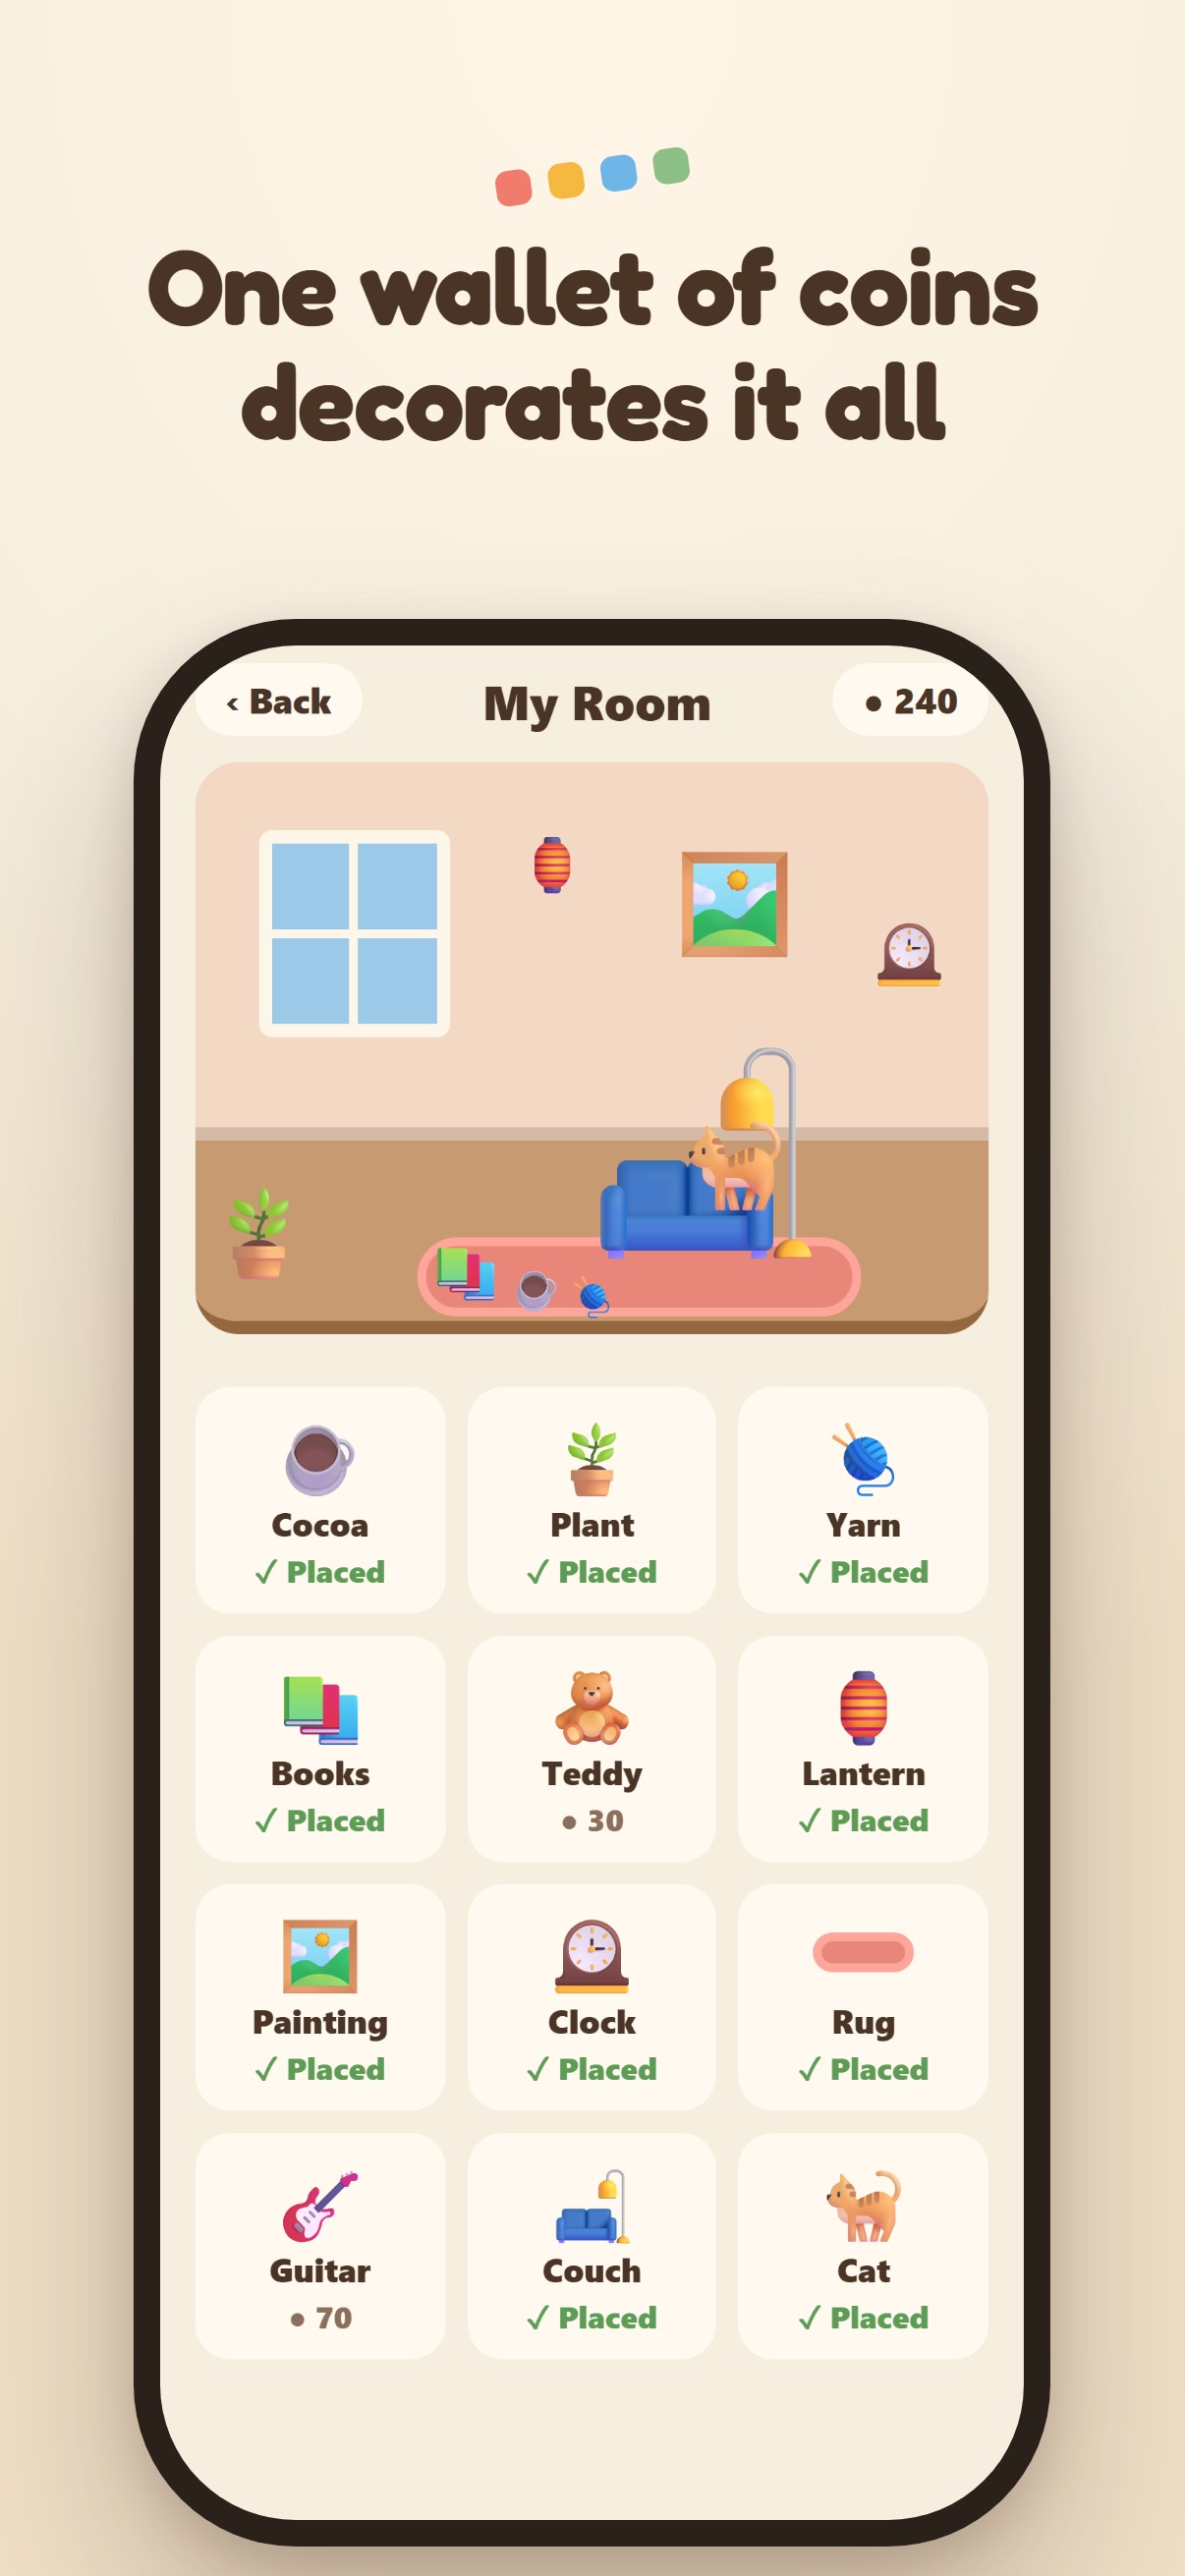 One wallet of coins
decorates it all
‹ Back
My Room
● 240
Cocoa
✓ Placed
Plant
✓ Placed
Yarn
✓ Placed
Books
✓ Placed
Teddy
● 30
Lantern
✓ Placed
Painting
✓ Placed
Clock
✓ Placed
Rug
✓ Placed
Guitar
● 70
Couch
✓ Placed
Cat
✓ Placed